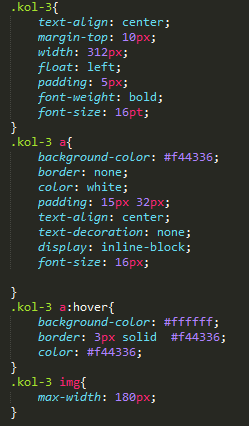 .kol-3{
    text-align: center;
    margin-top: 10px;
    width: 312px;
    float: left;
    padding: 5px;
    font-weight: bold;
    font-size: 16pt;
}
.kol-3 a{
    background-color: #f44336;
    border: none;
    color: white;
    padding: 15px 32px;
    text-align: center;
    text-decoration: none;
    display: inline-block;
    font-size: 16px;

}
.kol-3 a:hover{
    background-color: #ffffff;
    border: 3px solid  #f44336;
    color: #f44336;
}
.kol-3 img{
    max-width: 180px;
}